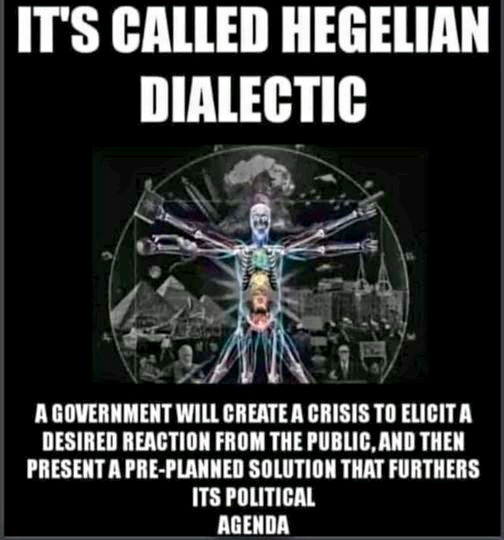 IT'S CALLED HEGELIAN
DIALECTIC
A GOVERNMENT WILL CREATE A CRISIS TO ELICIT A
DESIRED REACTION FROM THE PUBLIC, AND THEN
PRESENT A PRE-PLANNED SOLUTION THAT FURTHERS
ITS POLITICAL
AGENDA